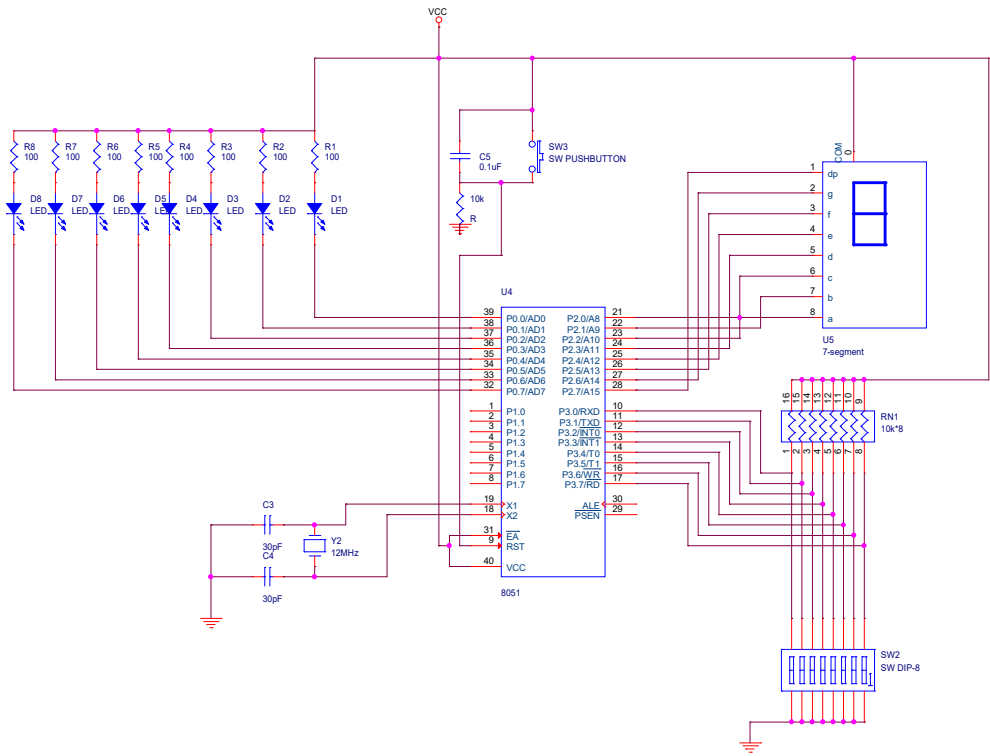 VCC
R8
100
R7
100
R6
100
R5
100
R4
100
R3
100
R2
100
R1
100
D8
LED
D7
LED
D6
LED
D5
LED
D4
LED
D3
LED
D2
LED
D1
LED
C5
0.1uF
SW3
SW PUSHBUTTON
10k
R
COM
0
1 dp
2 g
3 f
4 e
5 d
6 c
7 b
8 a
U5
7-segment
U4
39 P0.0/AD0 P2.0/A8 21
38 P0.1/AD1 P2.1/A9 22
37 P0.2/AD2 P2.2/A10 23
36 P0.3/AD3 P2.3/A11 24
35 P0.4/AD4 P2.4/A12 25
34 P0.5/AD5 P2.5/A13 26
33 P0.6/AD6 P2.6/A14 27
32 P0.7/AD7 P2.7/A15 28
1 P1.0 P3.0/RXD 10
2 P1.1 P3.1/TXD 11
3 P1.2 P3.2/INT0 12
4 P1.3 P3.3/INT1 13
5 P1.4 P3.4/T0 14
6 P1.5 P3.5/T1 15
7 P1.6 P3.6/WR 16
8 P1.7 P3.7/RD 17
19 X1 ALE 30
18 X2 PSEN 29
31 EA
9 RST
40 VCC
8051
16 15 14 13 12 11 10 9
RN1
10k*8
1 2 3 4 5 6 7 8
C3
30pF
C4
30pF
Y2
12MHz
SW2
SW DIP-8